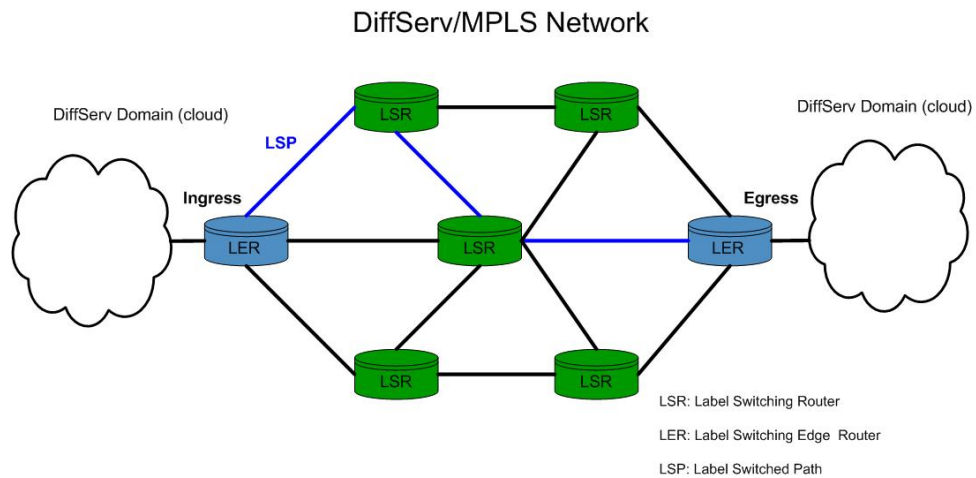 DiffServ/MPLS Network
DiffServ Domain (cloud)
DiffServ Domain (cloud)
LSR
LSR
LSP
Ingress
Egress
LER
LSR
LER
LSR
LSR
LSR: Label Switching Router
LER: Label Switching Edge Router
LSP: Label Switched Path